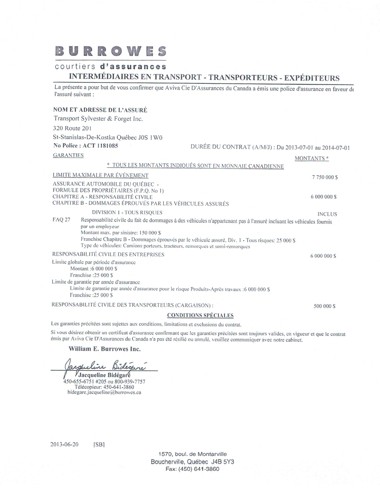 BURROWES
courtiers d'assurances
INTERMÉDIAIRES EN TRANSPORT - TRANSPORTEURS - EXPÉDITEURS
La présente a pour but de vous confirmer que Aviva Cie D'Assurances du Canada a émis une police d'assurance en faveur de
l'assuré suivant :
NOM ET ADRESSE DE L'ASSURÉ
Transport Sylvester & Forget Inc.
320 Route 201
St-Stanislas-De-Kostka Québec J0S 1W0
No Police : ACT 1181085 DURÉE DU CONTRAT (A/M/J) : Du 2013-07-01 au 2014-07-01
GARANTIES MONTANTS *
* TOUS LES MONTANTS INDIQUÉS SONT EN MONNAIE CANADIENNE
LIMITE MAXIMALE PAR ÉVÉNEMENT 7 750 000 $
ASSURANCE AUTOMOBILE DU QUÉBEC -
FORMULE DES PROPRIÉTAIRES (F.P.Q. No 1)
CHAPITRE A - RESPONSABILITÉ CIVILE 6 000 000 $
CHAPITRE B - DOMMAGES ÉPROUVÉS PAR LES VÉHICULES ASSURÉS
DIVISION 1 - TOUS RISQUES INCLUS
FAQ 27 Responsabilité civile du fait de dommages à des véhicules n'appartenant pas à l'assuré incluant les véhicules fournis
par un employeur
Montant max. par sinistre: 150 000 $
Franchise Chapitre B - Dommages éprouvés par le véhicule assuré, Div. 1 - Tous risques: 25 000 $
Type de véhicules: Camions porteurs, tracteurs, remorques et semi-remorques
RESPONSABILITÉ CIVILE DES ENTREPRISES 6 000 000 $
Limite globale par période d'assurance
Montant :6 000 000 $
Franchise :25 000 $
Limite de garantie par année d'assurance
Limite de garantie par année d'assurance pour le risque Produits-Après travaux :6 000 000 $
Franchise :25 000 $
RESPONSABILITÉ CIVILE DES TRANSPORTEURS (CARGAISON) : 500 000 $
CONDITIONS SPÉCIALES
Les garanties précitées sont sujettes aux conditions, limitations et exclusions du contrat.
Si vous désirez obtenir un certificat d'assurance confirmant que les garanties précitées sont toujours valides, en vigueur et que le contrat
émis par Aviva Cie D'Assurances du Canada n'a pas été résilié ou annulé, veuillez communiquer avec notre cabinet.
William E. Burrowes Inc.
Jacqueline Bidégaré
Jacqueline Bidégaré
450-655-6751 #205 ou 800-939-7757
Télécopieur: 450-641-3860
bidegare.jacqueline@burrowes.ca
2013-06-20 [SB]
1570, boul. de Montarville
Boucherville, Québec J4B 5Y3
Fax: (450) 641-3860